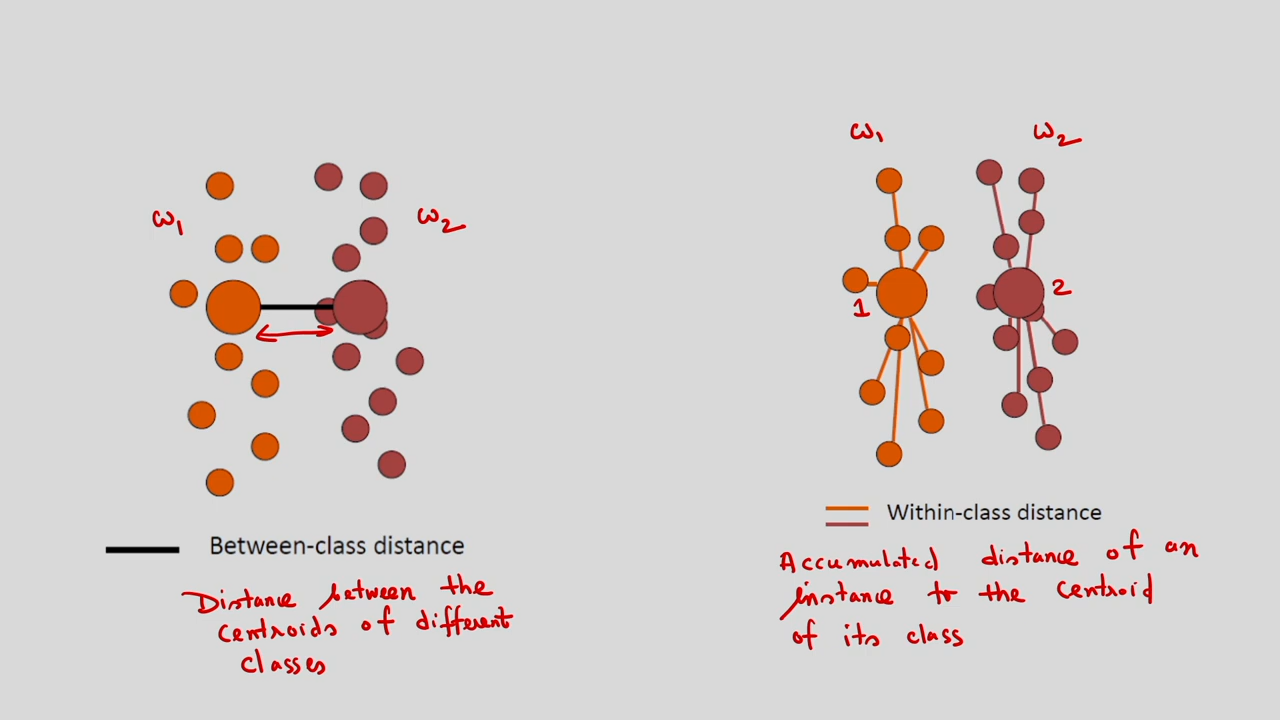 ω₁
ω₂
Between-class distance
Distance between the
centroids of different
classes
ω₁
ω₂
1
2
Within-class distance
Accumulated distance of an
instance to the centroid
of its class